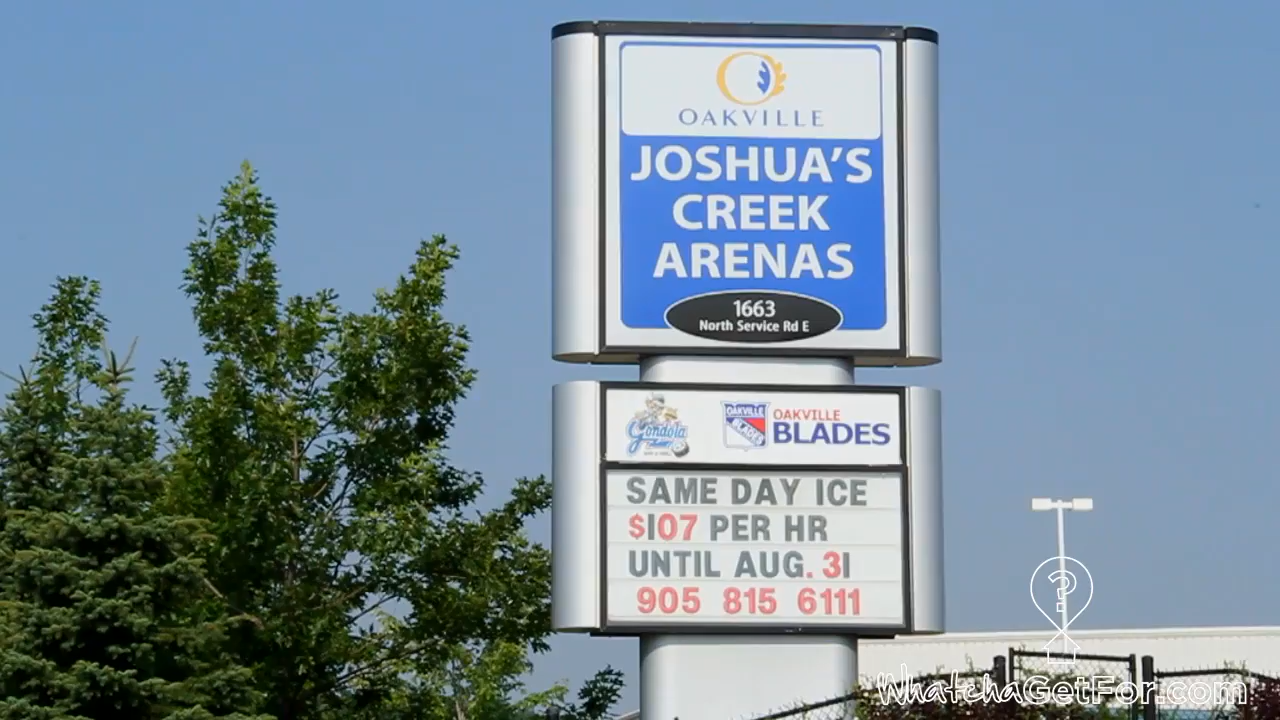 OAKVILLE
JOSHUA'S
CREEK
ARENAS
1663
North Service Rd E
Gondola
OAKVILLE
BLADES
OAKVILLE
BLADES
SAME DAY ICE
$107 PER HR
UNTIL AUG. 31
905 815 6111
?
WhatchaGetFor.com